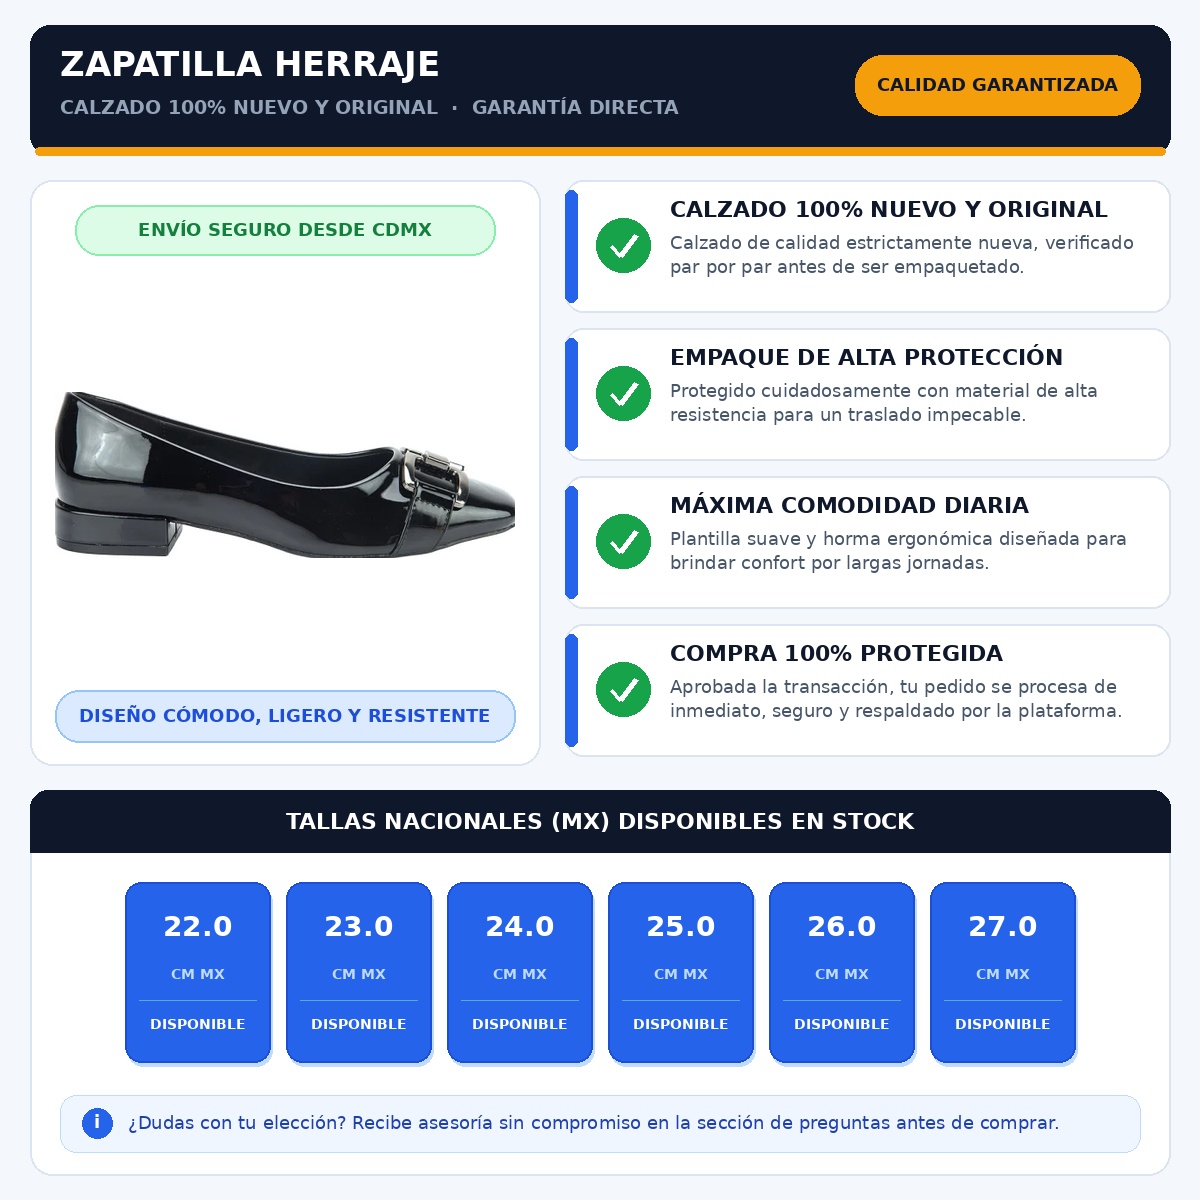 ZAPATILLA HERRAJE
CALZADO 100% NUEVO Y ORIGINAL · GARANTÍA DIRECTA
CALIDAD GARANTIZADA
ENVÍO SEGURO DESDE CDMX
DISEÑO CÓMODO, LIGERO Y RESISTENTE
CALZADO 100% NUEVO Y ORIGINAL
Calzado de calidad estrictamente nueva, verificado
par por par antes de ser empaquetado.
EMPAQUE DE ALTA PROTECCIÓN
Protegido cuidadosamente con material de alta
resistencia para un traslado impecable.
MÁXIMA COMODIDAD DIARIA
Plantilla suave y horma ergonómica diseñada para
brindar confort por largas jornadas.
COMPRA 100% PROTEGIDA
Aprobada la transacción, tu pedido se procesa de
inmediato, seguro y respaldado por la plataforma.
TALLAS NACIONALES (MX) DISPONIBLES EN STOCK
22.0
CM MX
DISPONIBLE
23.0
CM MX
DISPONIBLE
24.0
CM MX
DISPONIBLE
25.0
CM MX
DISPONIBLE
26.0
CM MX
DISPONIBLE
27.0
CM MX
DISPONIBLE
i ¿Dudas con tu elección? Recibe asesoría sin compromiso en la sección de preguntas antes de comprar.